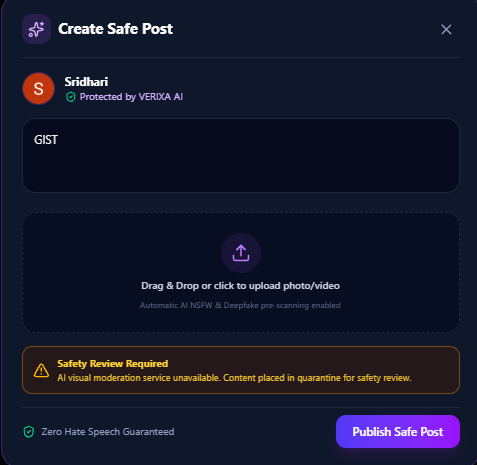 Create Safe Post
S
Sridhari
Protected by VERIXA AI
GIST
Drag & Drop or click to upload photo/video
Automatic AI NSFW & Deepfake pre-scanning enabled
Safety Review Required
AI visual moderation service unavailable. Content placed in quarantine for safety review.
Zero Hate Speech Guaranteed
Publish Safe Post